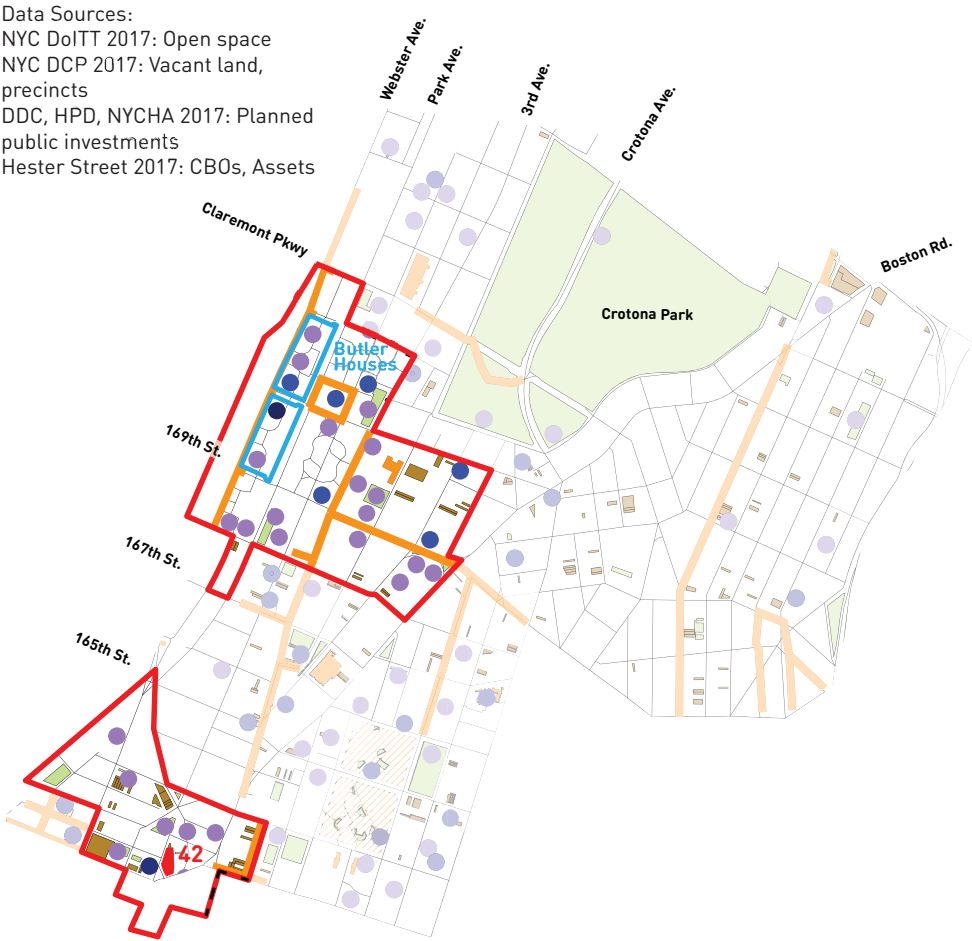 Data Sources:
NYC DoITT 2017: Open space
NYC DCP 2017: Vacant land,
precincts
DDC, HPD, NYCHA 2017: Planned
public investments
Hester Street 2017: CBOs, Assets
Webster Ave.
Park Ave.
3rd Ave.
Crotona Ave.
Claremont Pkwy
Boston Rd.
Crotona Park
Butler
Houses
169th St.
167th St.
165th St.
42